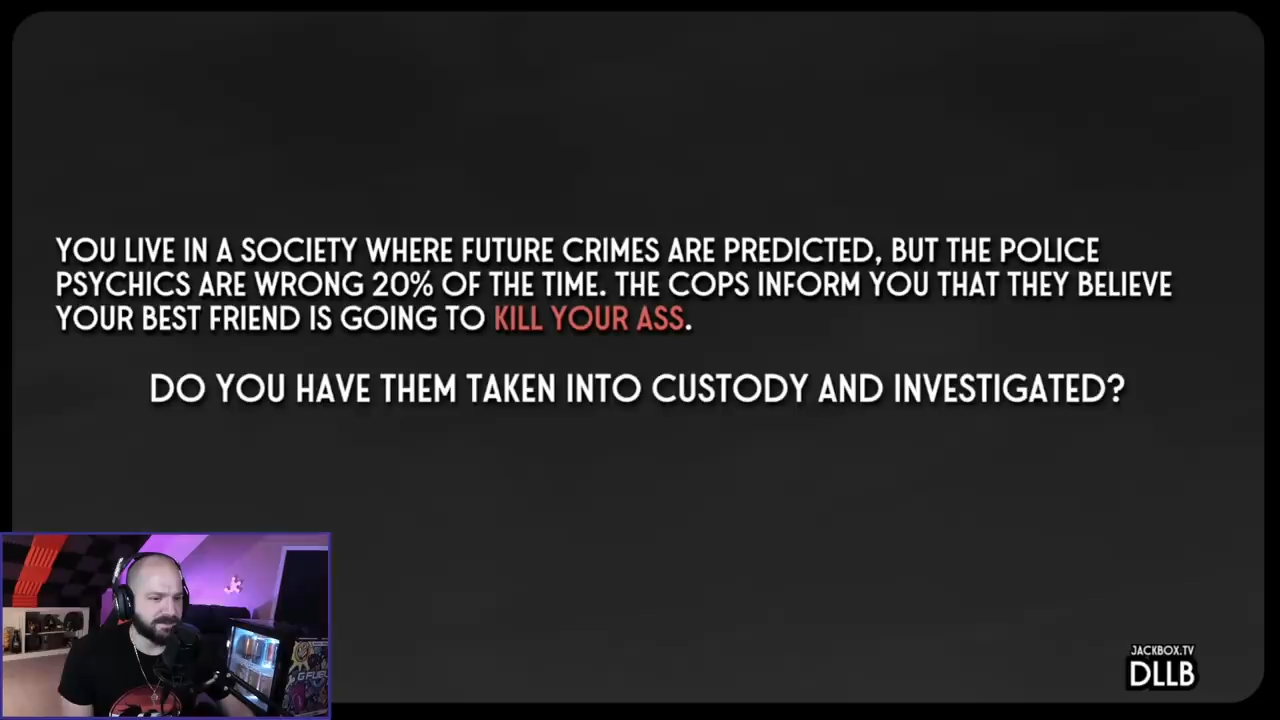 YOU LIVE IN A SOCIETY WHERE FUTURE CRIMES ARE PREDICTED, BUT THE POLICE
PSYCHICS ARE WRONG 20% OF THE TIME. THE COPS INFORM YOU THAT THEY BELIEVE
YOUR BEST FRIEND IS GOING TO KILL YOUR ASS.
DO YOU HAVE THEM TAKEN INTO CUSTODY AND INVESTIGATED?
G FUEL
JACKBOX.TV
DLLB